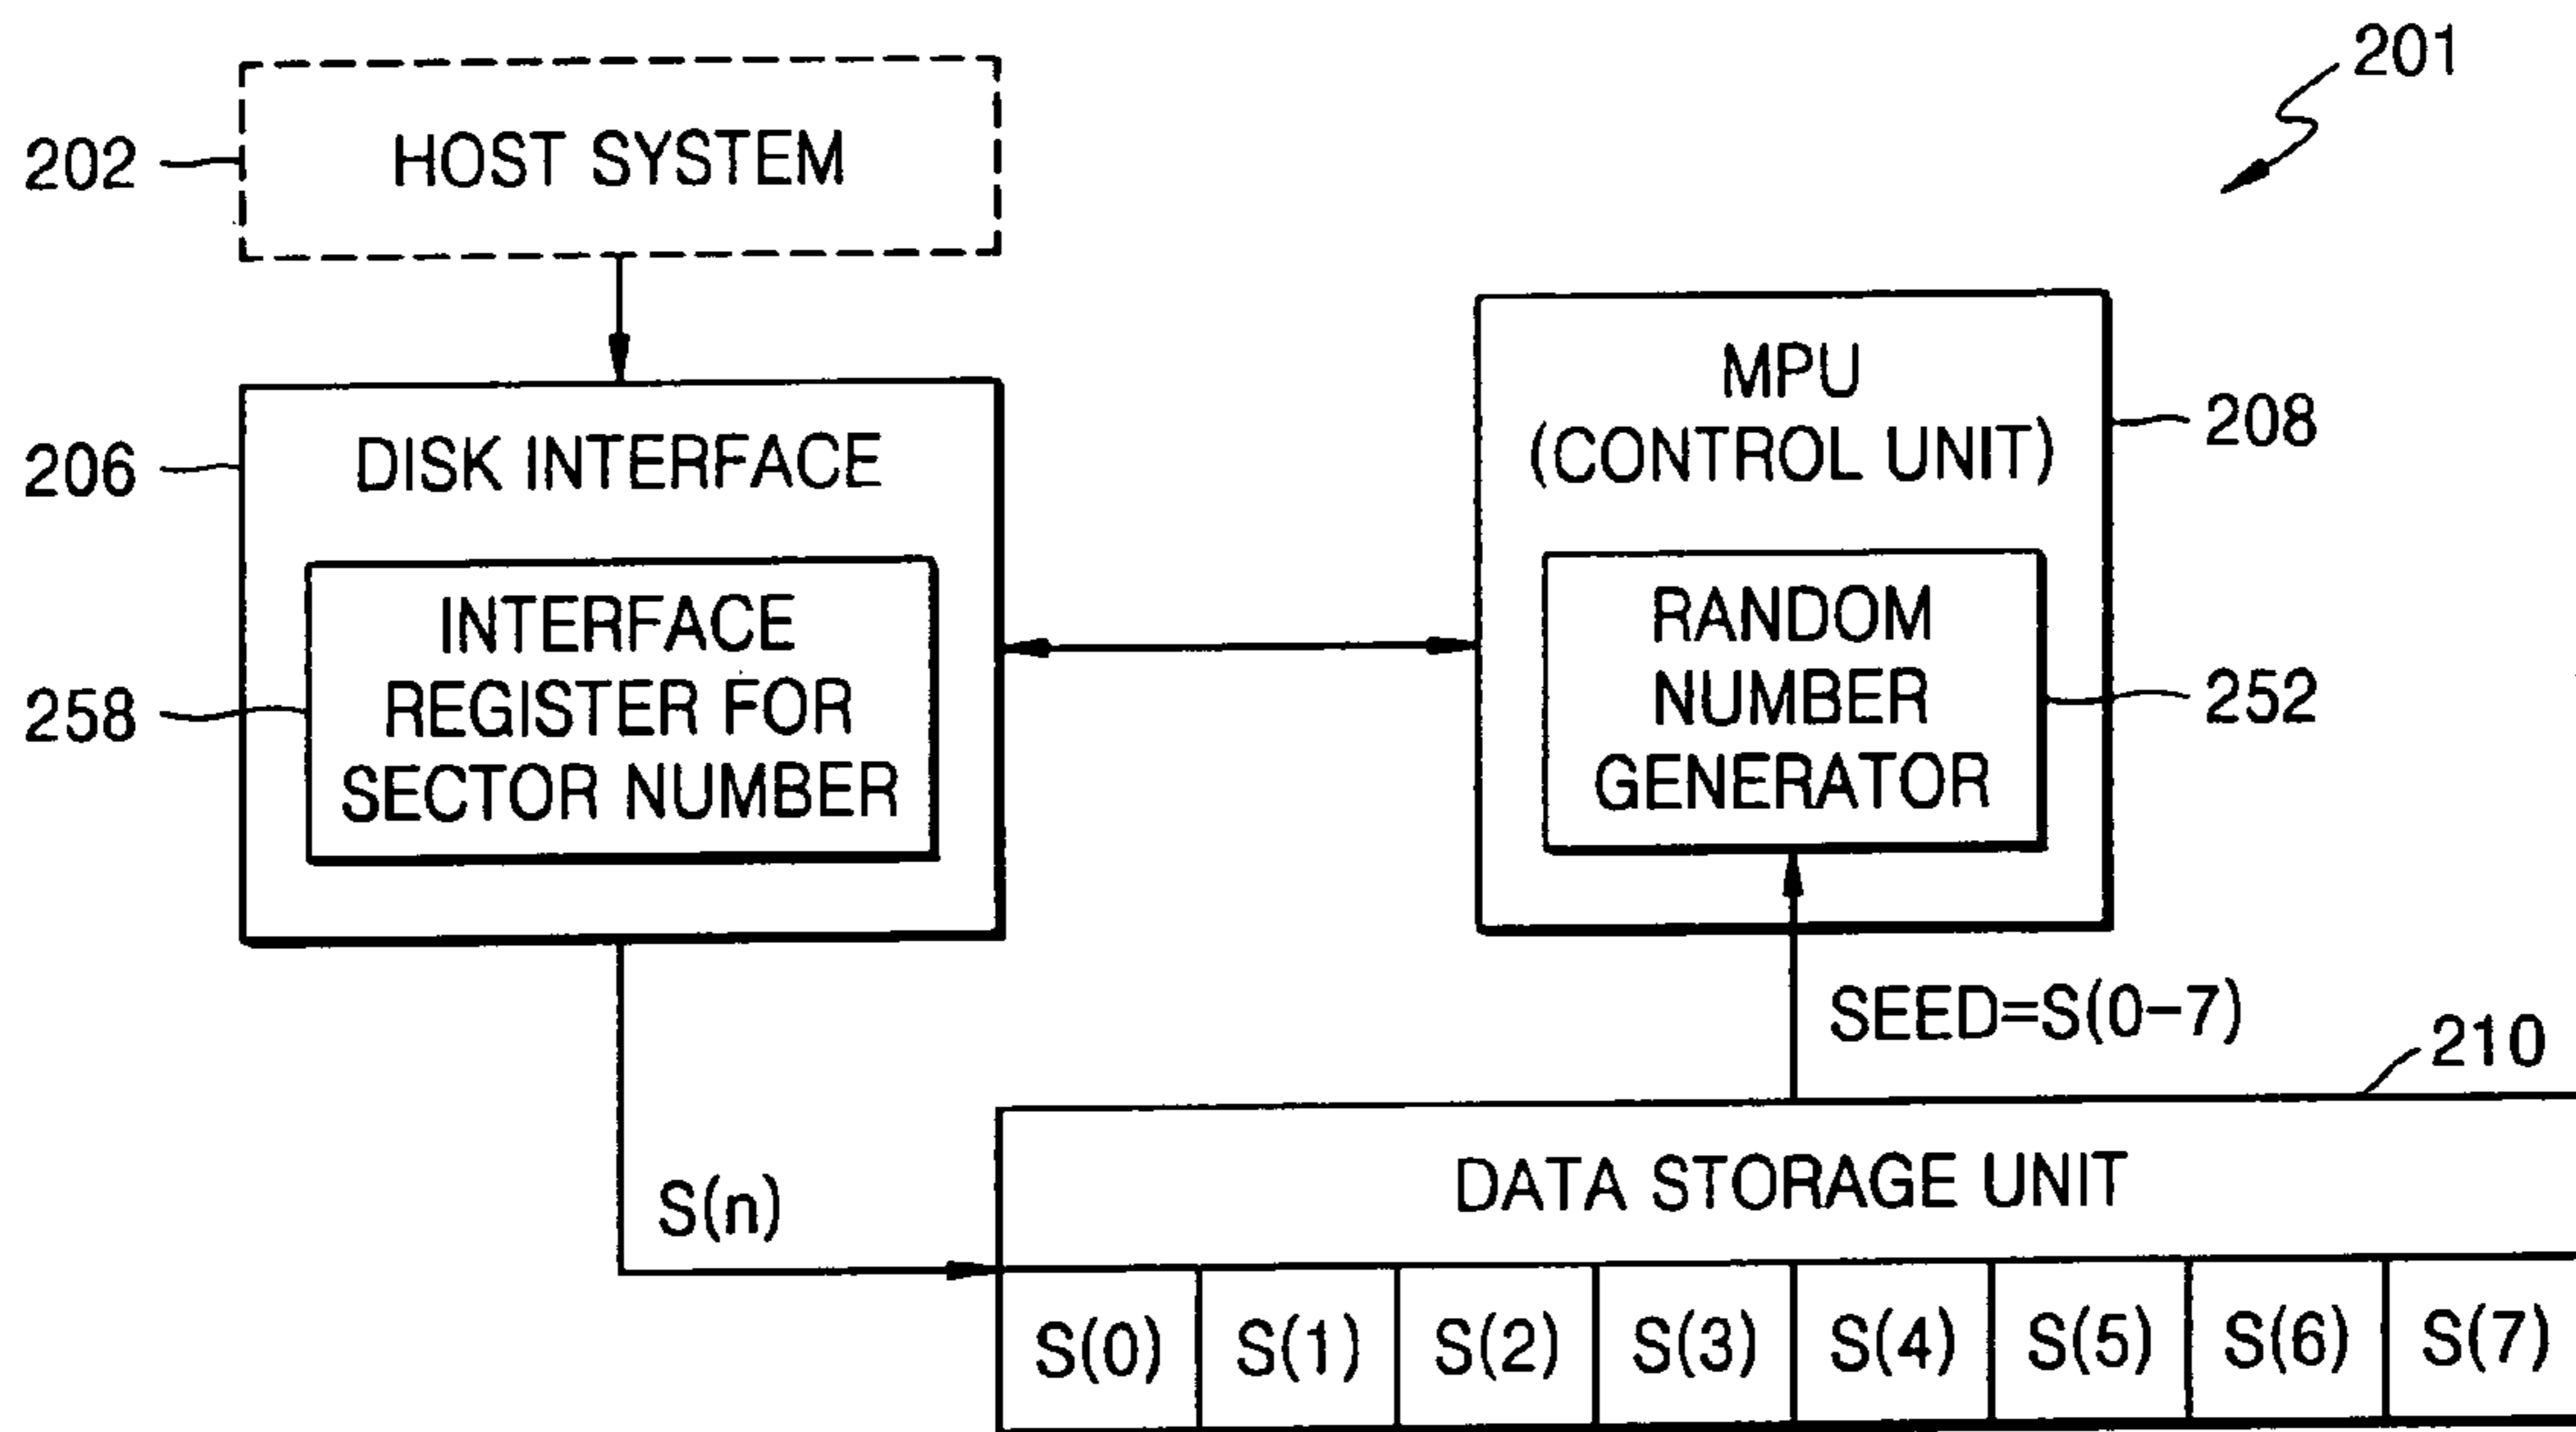 201
202
HOST SYSTEM
206
DISK INTERFACE
258
INTERFACE
REGISTER FOR
SECTOR NUMBER
MPU
(CONTROL UNIT)
208
RANDOM
NUMBER
GENERATOR
252
SEED=S(0-7)
210
S(n)
DATA STORAGE UNIT
S(0) S(1) S(2) S(3) S(4) S(5) S(6) S(7)